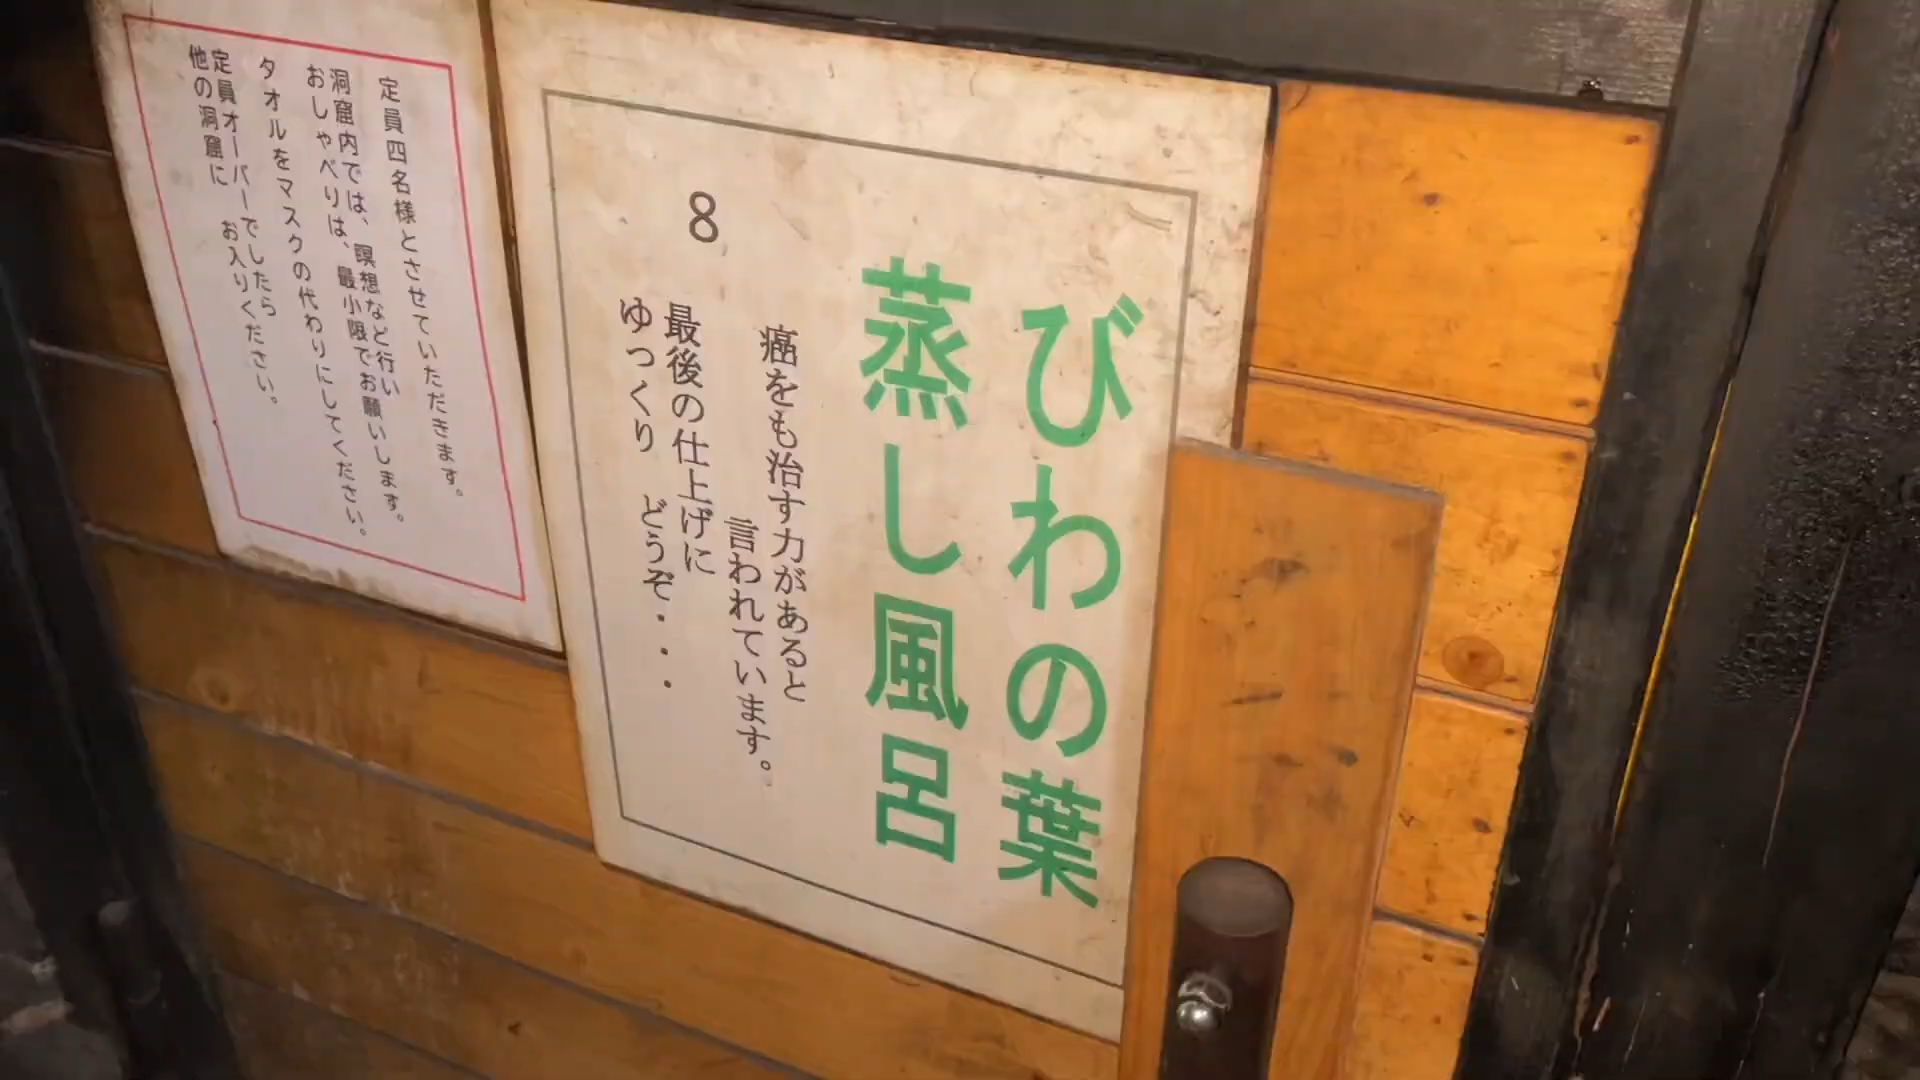 びわの葉
蒸し風呂
癌をも治す力があると
言われています。
8
最後の仕上げに
ゆっくり どうぞ・・・
定員四名様とさせていただきます。
洞窟内では、瞑想など行い
おしゃべりは、最小限でお願いします。
タオルをマスクの代わりにしてください。
定員オーバーでしたら
他の洞窟に お入りください。